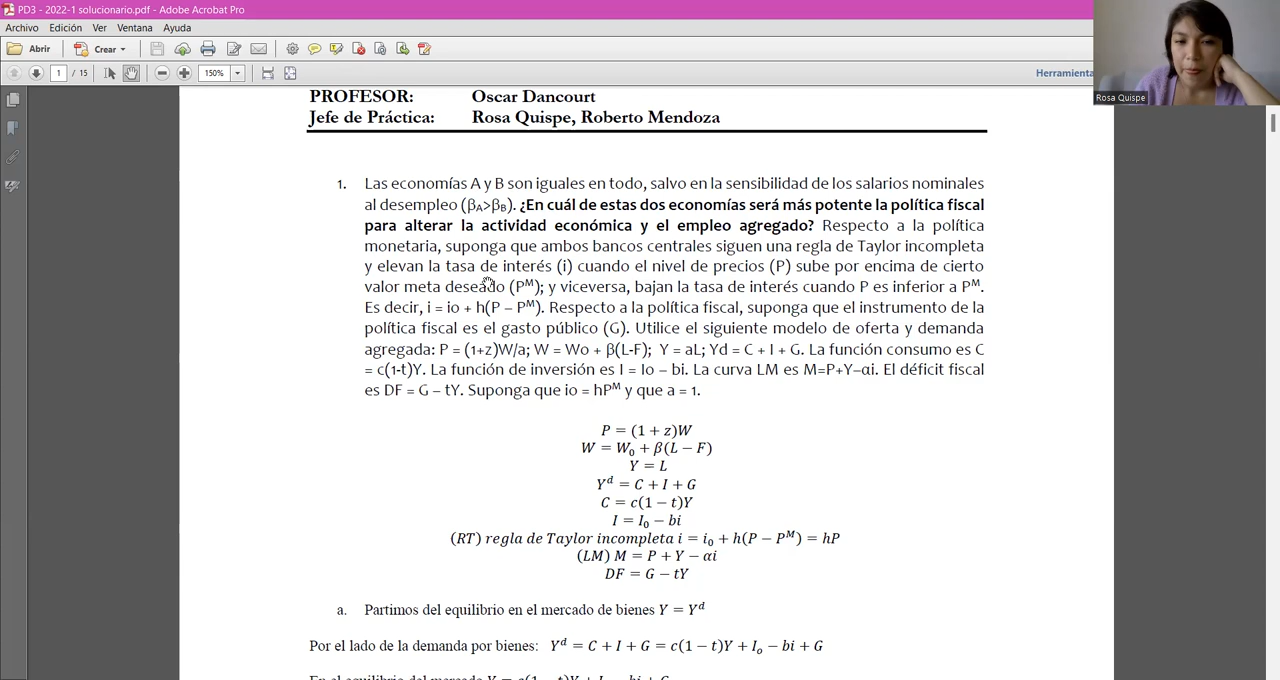 PD3 - 2022-1 solucionario.pdf - Adobe Acrobat Pro
Archivo Edición Ver Ventana Ayuda
Abrir Crear
1 / 15 150% Herramienta
Rosa Quispe
PROFESOR: Oscar Dancourt
Jefe de Práctica: Rosa Quispe, Roberto Mendoza
1. Las economías A y B son iguales en todo, salvo en la sensibilidad de los salarios nominales
al desempleo (βA>βB). ¿En cuál de estas dos economías será más potente la política fiscal
para alterar la actividad económica y el empleo agregado? Respecto a la política
monetaria, suponga que ambos bancos centrales siguen una regla de Taylor incompleta
y elevan la tasa de interés (i) cuando el nivel de precios (P) sube por encima de cierto
valor meta deseado (Pᴹ); y viceversa, bajan la tasa de interés cuando P es inferior a Pᴹ.
Es decir, i = io + h(P – Pᴹ). Respecto a la política fiscal, suponga que el instrumento de la
política fiscal es el gasto público (G). Utilice el siguiente modelo de oferta y demanda
agregada: P = (1+z)W/a; W = Wo + β(L-F); Y = aL; Yd = C + I + G. La función consumo es C
= c(1-t)Y. La función de inversión es I = Io – bi. La curva LM es M=P+Y–αi. El déficit fiscal
es DF = G – tY. Suponga que io = hPᴹ y que a = 1.
P = (1 + z)W
W = W₀ + β(L − F)
Y = L
Yᵈ = C + I + G
C = c(1 − t)Y
I = I₀ − bi
(RT) regla de Taylor incompleta i = i₀ + h(P − Pᴹ) = hP
(LM) M = P + Y − αi
DF = G − tY
a. Partimos del equilibrio en el mercado de bienes Y = Yᵈ
Por el lado de la demanda por bienes: Yᵈ = C + I + G = c(1 − t)Y + Iₒ − bi + G
En el equilibrio del mercado Y = c(1 − t)Y + I₀ − bi + G